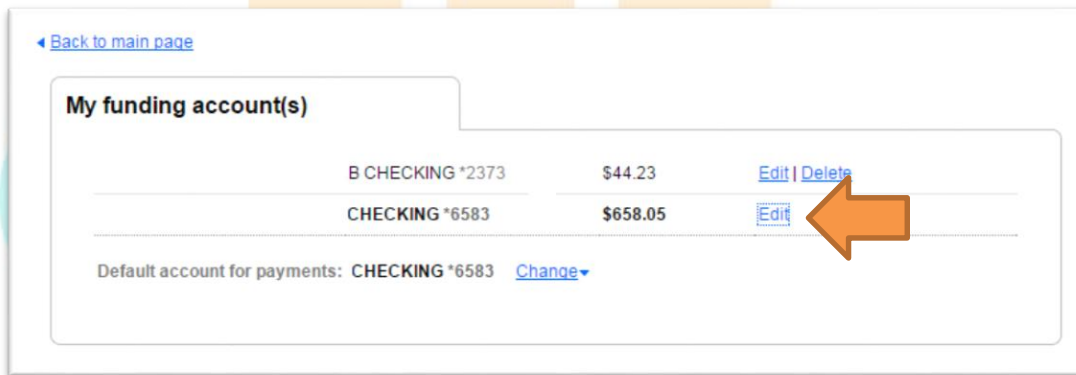 Back to main page
My funding account(s)
B CHECKING *2373 $44.23 Edit | Delete
CHECKING *6583 $658.05 Edit
Default account for payments: CHECKING *6583 Change